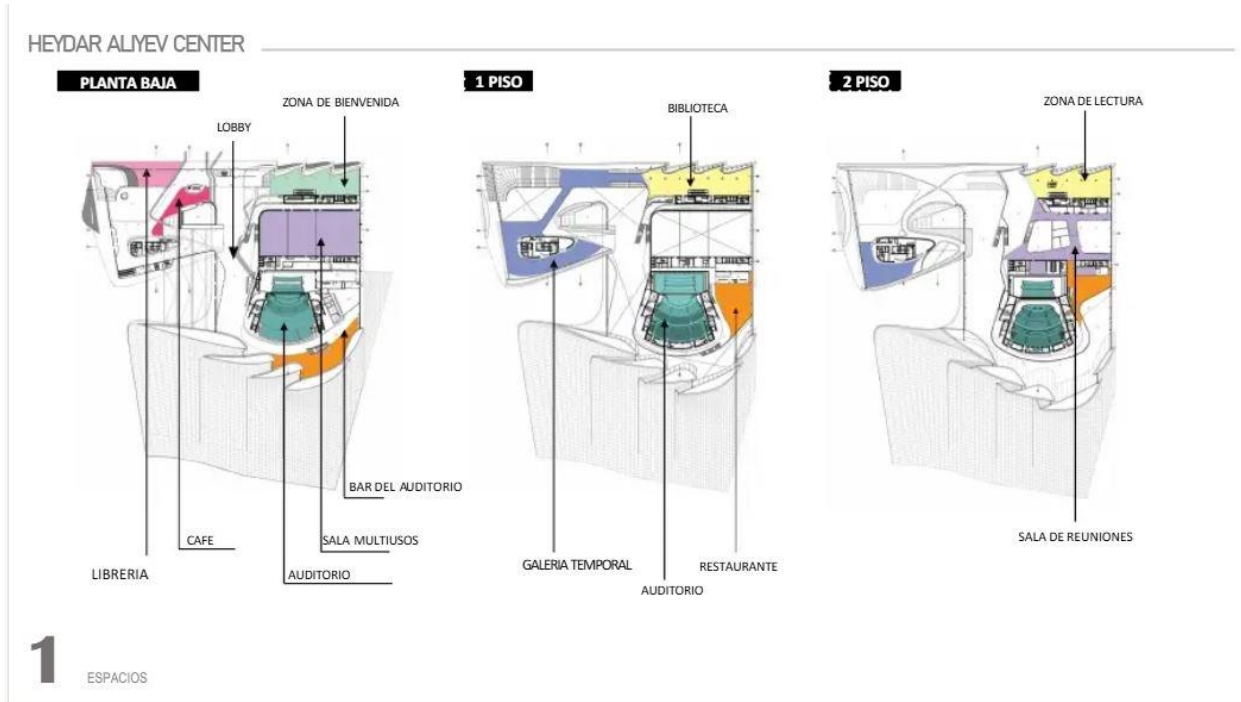 HEYDAR ALIYEV CENTER
PLANTA BAJA
ZONA DE BIENVENIDA
LOBBY
BAR DEL AUDITORIO
CAFE
SALA MULTIUSOS
LIBRERIA
AUDITORIO
1 PISO
BIBLIOTECA
GALERIA TEMPORAL
RESTAURANTE
AUDITORIO
2 PISO
ZONA DE LECTURA
SALA DE REUNIONES
1
ESPACIOS